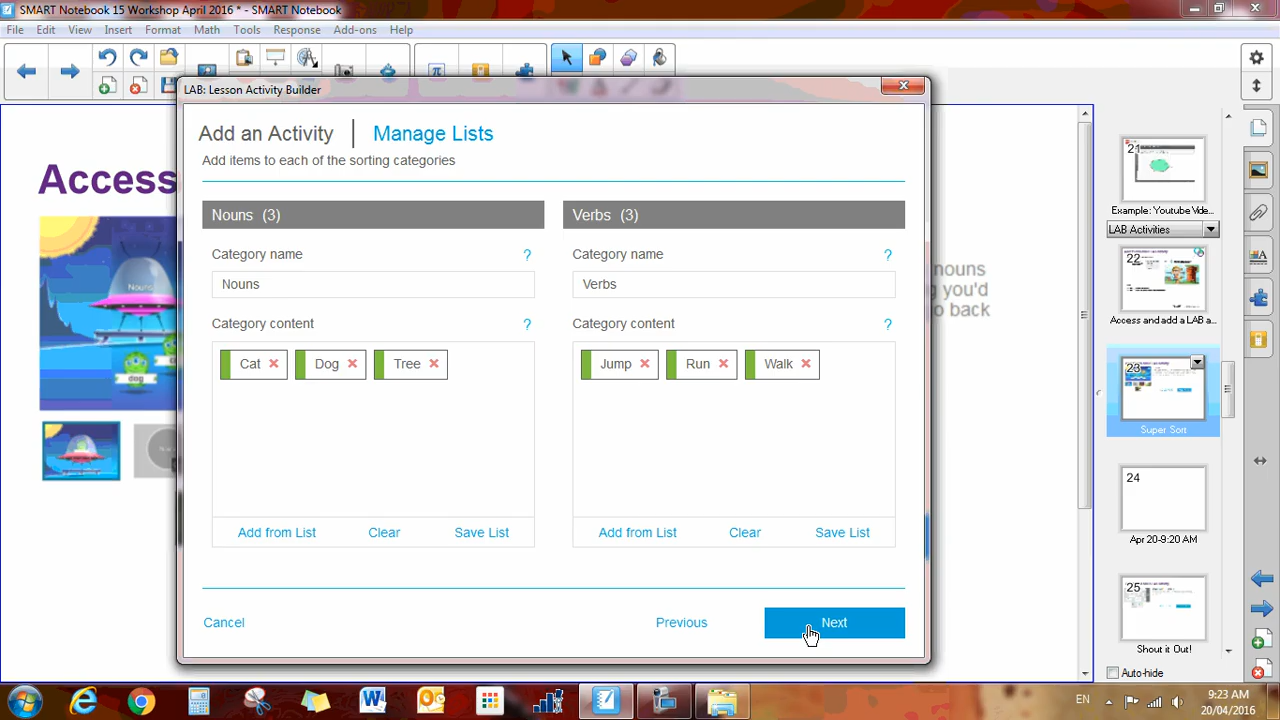 SMART Notebook 15 Workshop April 2016 * - SMART Notebook
File Edit View Insert Format Math Tools Response Add-ons Help
LAB: Lesson Activity Builder
Add an Activity | Manage Lists
Add items to each of the sorting categories
Nouns (3)
Category name ?
Nouns
Category content ?
Cat × Dog × Tree ×
Add from List Clear Save List
Verbs (3)
Category name ?
Verbs
Category content ?
Jump × Run × Walk ×
Add from List Clear Save List
Cancel Previous Next
Access
Nouns
dog
nouns
g you'd
o back
21
Example: Youtube Vide...
LAB Activities
22
Access and add a LAB a...
23
Super Sort
24
Apr 20-9:20 AM
25
Shout it Out!
Auto-hide
EN
9:23 AM
20/04/2016